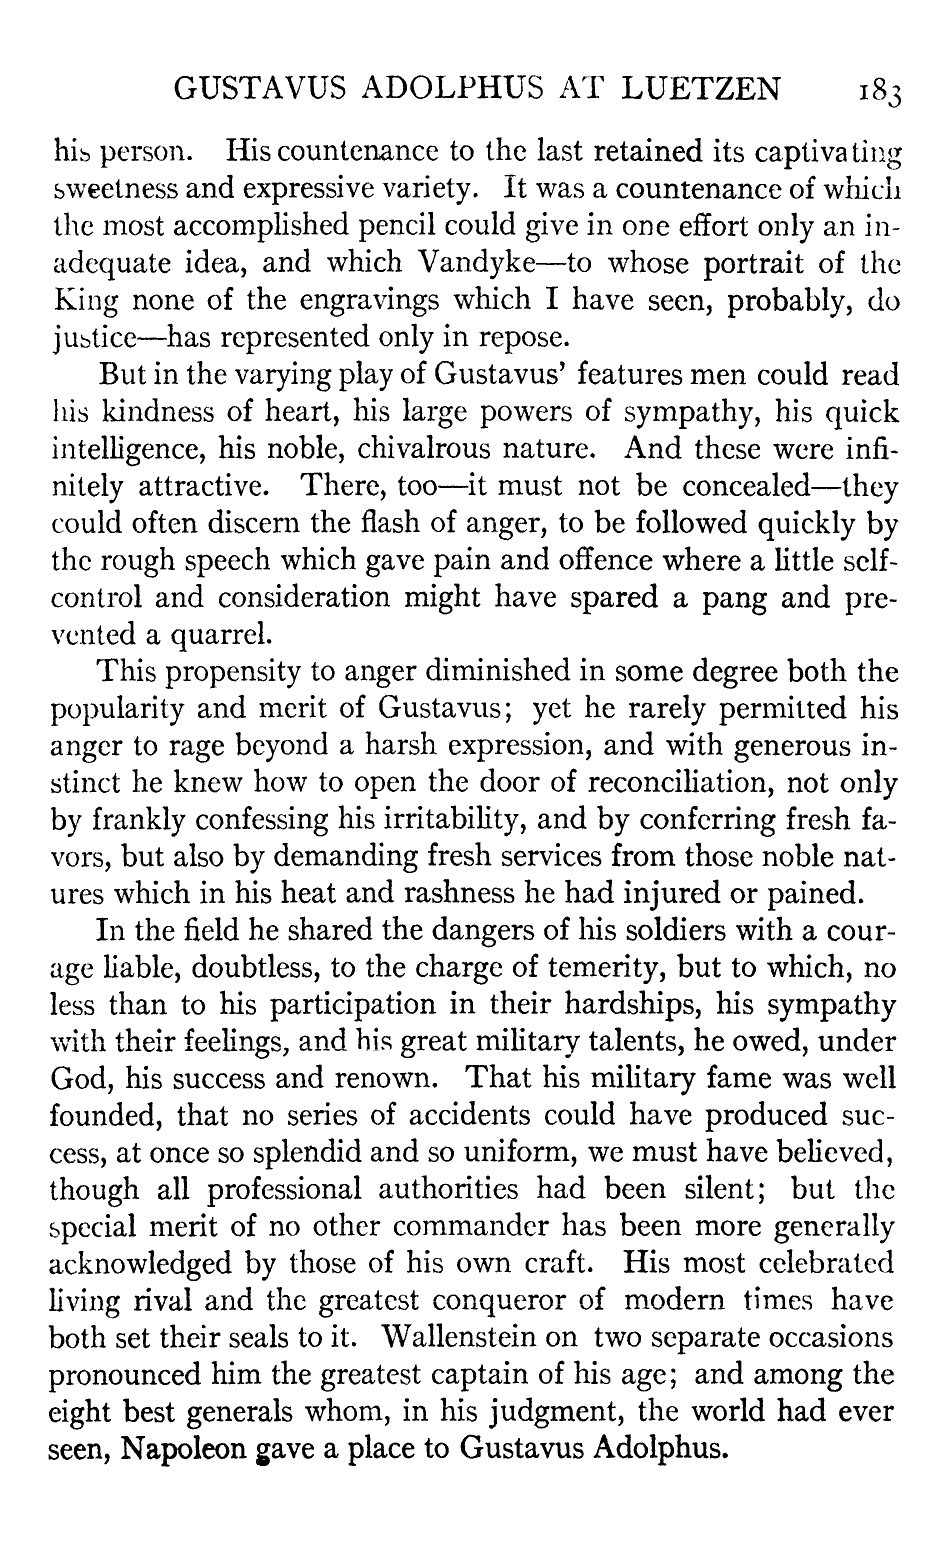 GUSTAVUS ADOLPHUS AT LUETZEN 183
his person. His countenance to the last retained its captivating
sweetness and expressive variety. It was a countenance of which
the most accomplished pencil could give in one effort only an in-
adequate idea, and which Vandyke—to whose portrait of the
King none of the engravings which I have seen, probably, do
justice—has represented only in repose.
But in the varying play of Gustavus' features men could read
his kindness of heart, his large powers of sympathy, his quick
intelligence, his noble, chivalrous nature. And these were infi-
nitely attractive. There, too—it must not be concealed—they
could often discern the flash of anger, to be followed quickly by
the rough speech which gave pain and offence where a little self-
control and consideration might have spared a pang and pre-
vented a quarrel.
This propensity to anger diminished in some degree both the
popularity and merit of Gustavus; yet he rarely permitted his
anger to rage beyond a harsh expression, and with generous in-
stinct he knew how to open the door of reconciliation, not only
by frankly confessing his irritability, and by conferring fresh fa-
vors, but also by demanding fresh services from those noble nat-
ures which in his heat and rashness he had injured or pained.
In the field he shared the dangers of his soldiers with a cour-
age liable, doubtless, to the charge of temerity, but to which, no
less than to his participation in their hardships, his sympathy
with their feelings, and his great military talents, he owed, under
God, his success and renown. That his military fame was well
founded, that no series of accidents could have produced suc-
cess, at once so splendid and so uniform, we must have believed,
though all professional authorities had been silent; but the
special merit of no other commander has been more generally
acknowledged by those of his own craft. His most celebrated
living rival and the greatest conqueror of modern times have
both set their seals to it. Wallenstein on two separate occasions
pronounced him the greatest captain of his age; and among the
eight best generals whom, in his judgment, the world had ever
seen, Napoleon gave a place to Gustavus Adolphus.